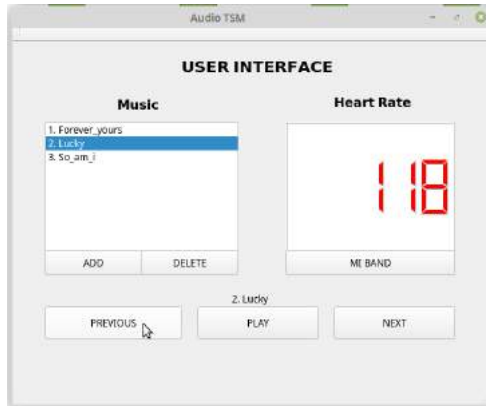 Audio TSM
USER INTERFACE
Music
Heart Rate
1. Forever_yours
2. Lucky
3. So_am_i
118
ADD
DELETE
MI BAND
2. Lucky
PREVIOUS
PLAY
NEXT